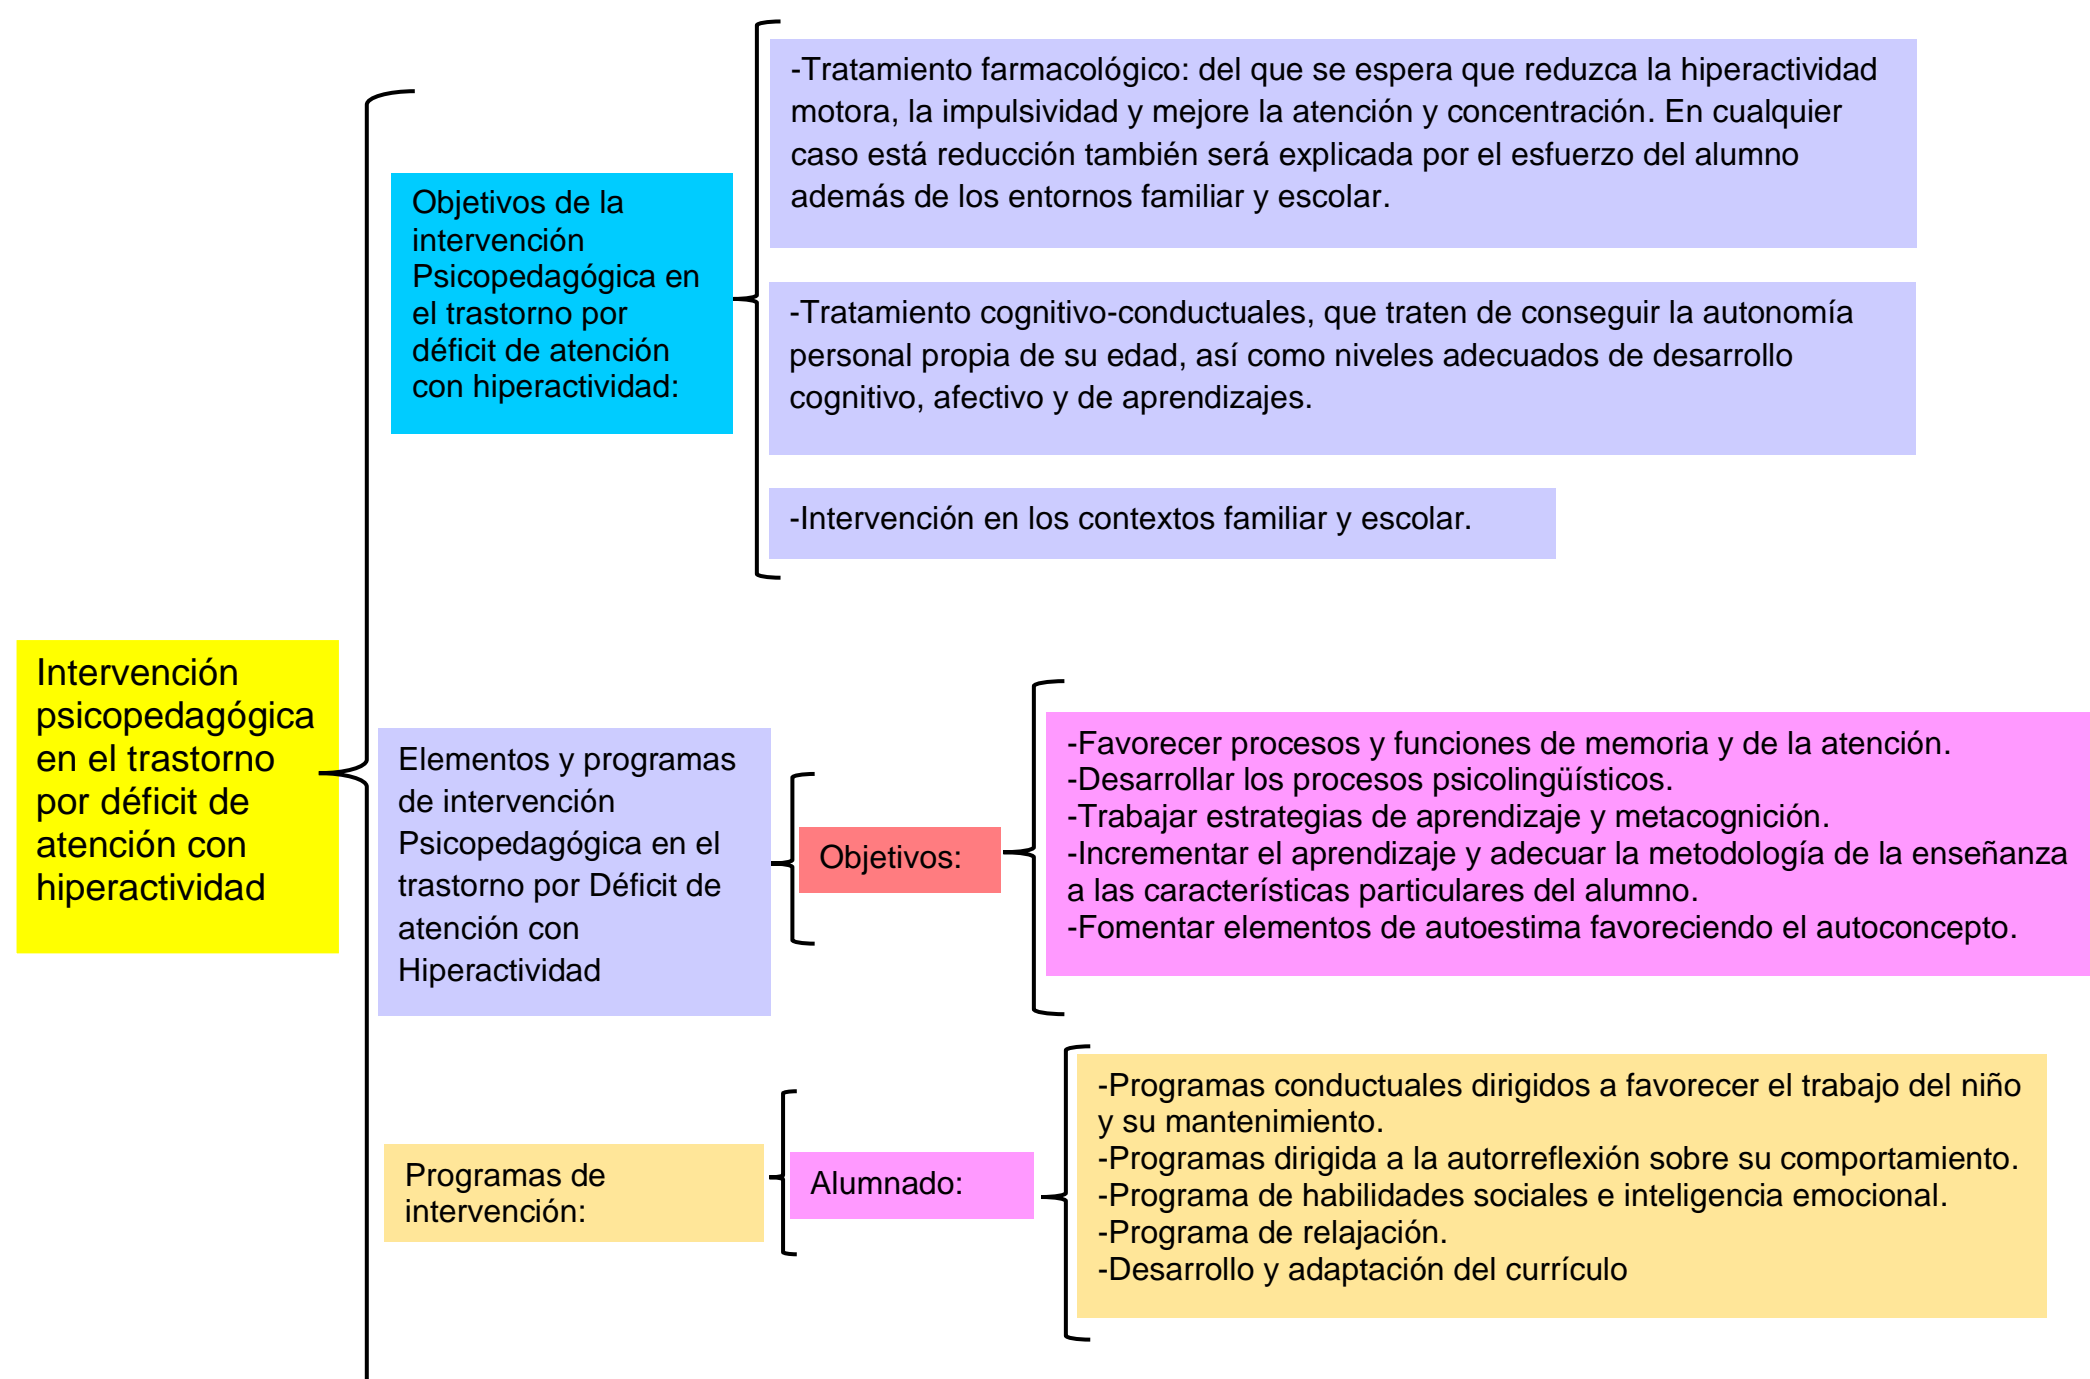 Intervención
psicopedagógica
en el trastorno
por déficit de
atención con
hiperactividad
Objetivos de la
intervención
Psicopedagógica en
el trastorno por
déficit de atención
con hiperactividad:
-Tratamiento farmacológico: del que se espera que reduzca la hiperactividad
motora, la impulsividad y mejore la atención y concentración. En cualquier
caso está reducción también será explicada por el esfuerzo del alumno
además de los entornos familiar y escolar.
-Tratamiento cognitivo-conductuales, que traten de conseguir la autonomía
personal propia de su edad, así como niveles adecuados de desarrollo
cognitivo, afectivo y de aprendizajes.
-Intervención en los contextos familiar y escolar.
Elementos y programas
de intervención
Psicopedagógica en el
trastorno por Déficit de
atención con
Hiperactividad
Objetivos:
-Favorecer procesos y funciones de memoria y de la atención.
-Desarrollar los procesos psicolingüísticos.
-Trabajar estrategias de aprendizaje y metacognición.
-Incrementar el aprendizaje y adecuar la metodología de la enseñanza
a las características particulares del alumno.
-Fomentar elementos de autoestima favoreciendo el autoconcepto.
Programas de
intervención:
Alumnado:
-Programas conductuales dirigidos a favorecer el trabajo del niño
y su mantenimiento.
-Programas dirigida a la autorreflexión sobre su comportamiento.
-Programa de habilidades sociales e inteligencia emocional.
-Programa de relajación.
-Desarrollo y adaptación del currículo